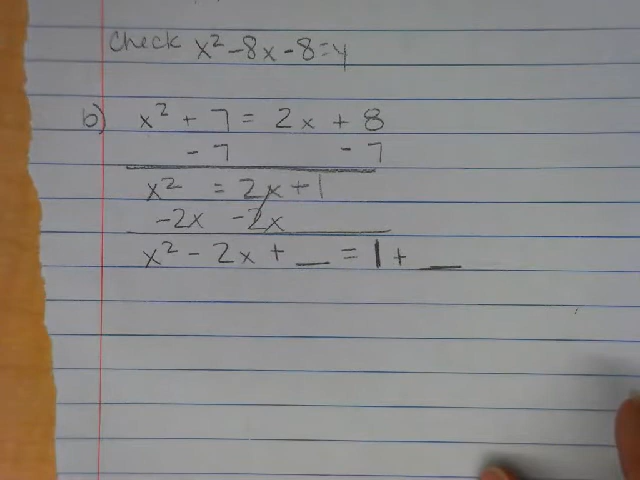 Check x² - 8x - 8 = y
b) x² + 7 = 2x + 8
- 7 - 7
x² = 2x + 1
- 2x - 2x
x² - 2x + __ = 1 + __